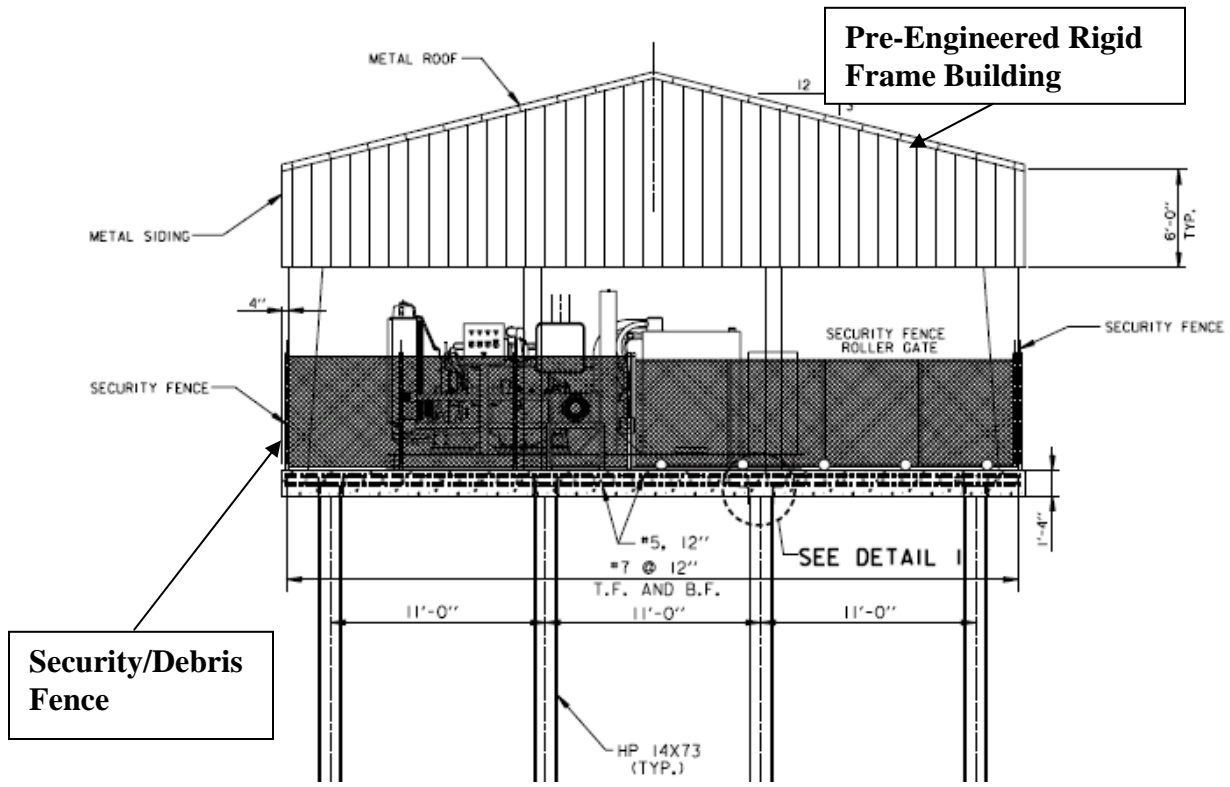 Pre-Engineered Rigid
Frame Building
METAL ROOF
12
3
METAL SIDING
6'-0"
TYP.
4"
SECURITY FENCE
ROLLER GATE
SECURITY FENCE
SECURITY FENCE
1'-4"
#5, 12"
#7 @ 12"
T.F. AND B.F.
SEE DETAIL 1
11'-0"
11'-0"
11'-0"
Security/Debris
Fence
HP 14X73
(TYP.)